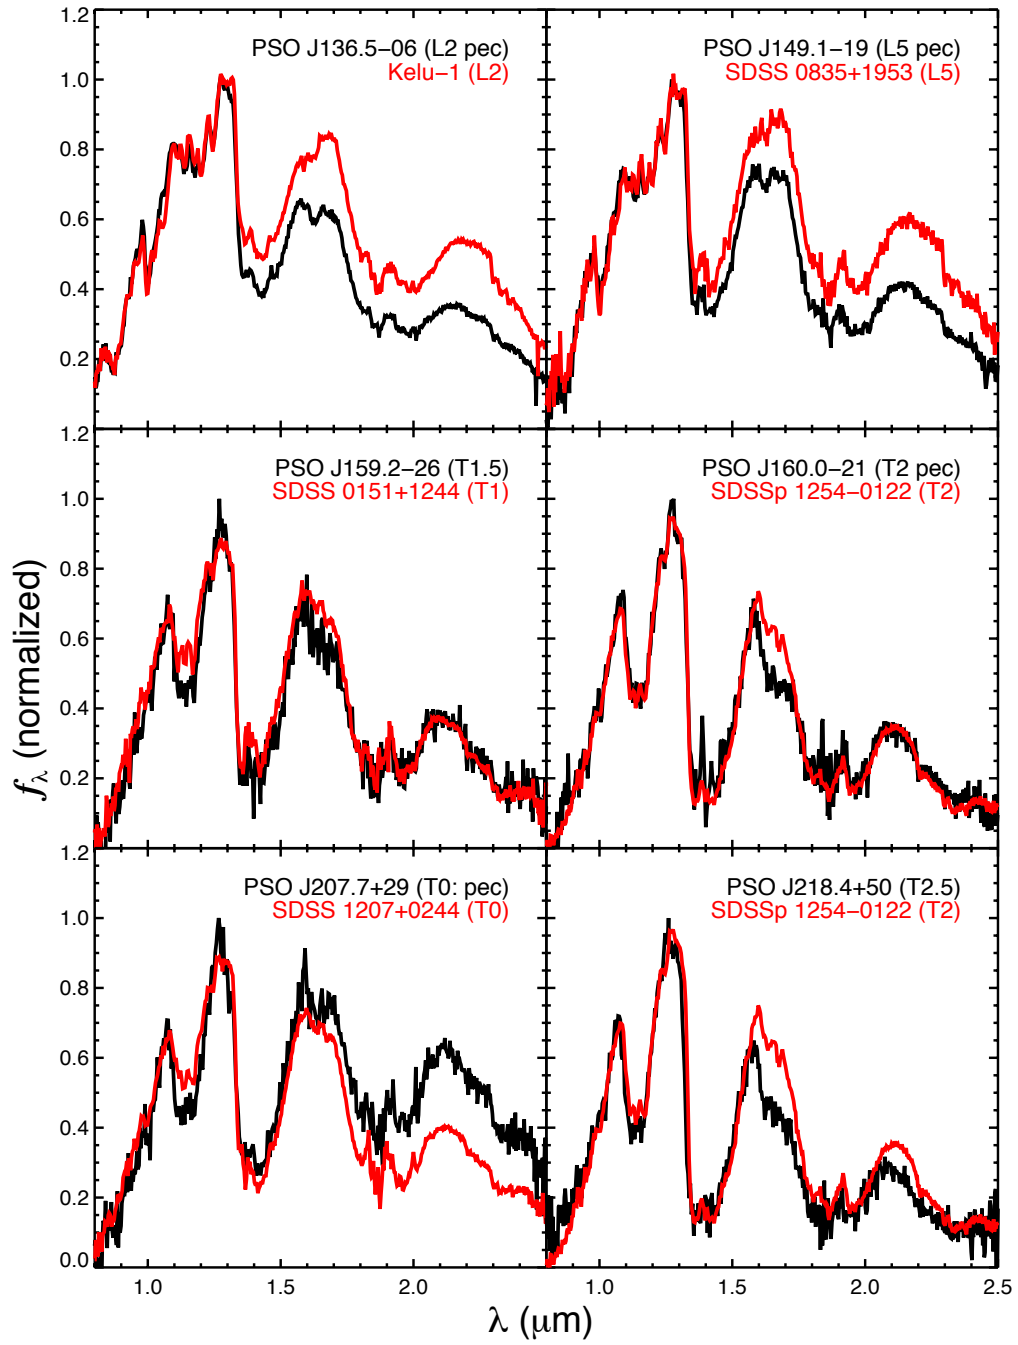 1.2
1.0
0.8
0.6
0.4
0.2
PSO J136.5−06 (L2 pec)
Kelu−1 (L2)
PSO J149.1−19 (L5 pec)
SDSS 0835+1953 (L5)
1.2
1.0
0.8
0.6
0.4
0.2
PSO J159.2−26 (T1.5)
SDSS 0151+1244 (T1)
PSO J160.0−21 (T2 pec)
SDSSp 1254−0122 (T2)
fλ (normalized)
1.2
1.0
0.8
0.6
0.4
0.2
0.0
PSO J207.7+29 (T0: pec)
SDSS 1207+0244 (T0)
PSO J218.4+50 (T2.5)
SDSSp 1254−0122 (T2)
1.0 1.5 2.0 1.0 1.5 2.0 2.5
λ (μm)